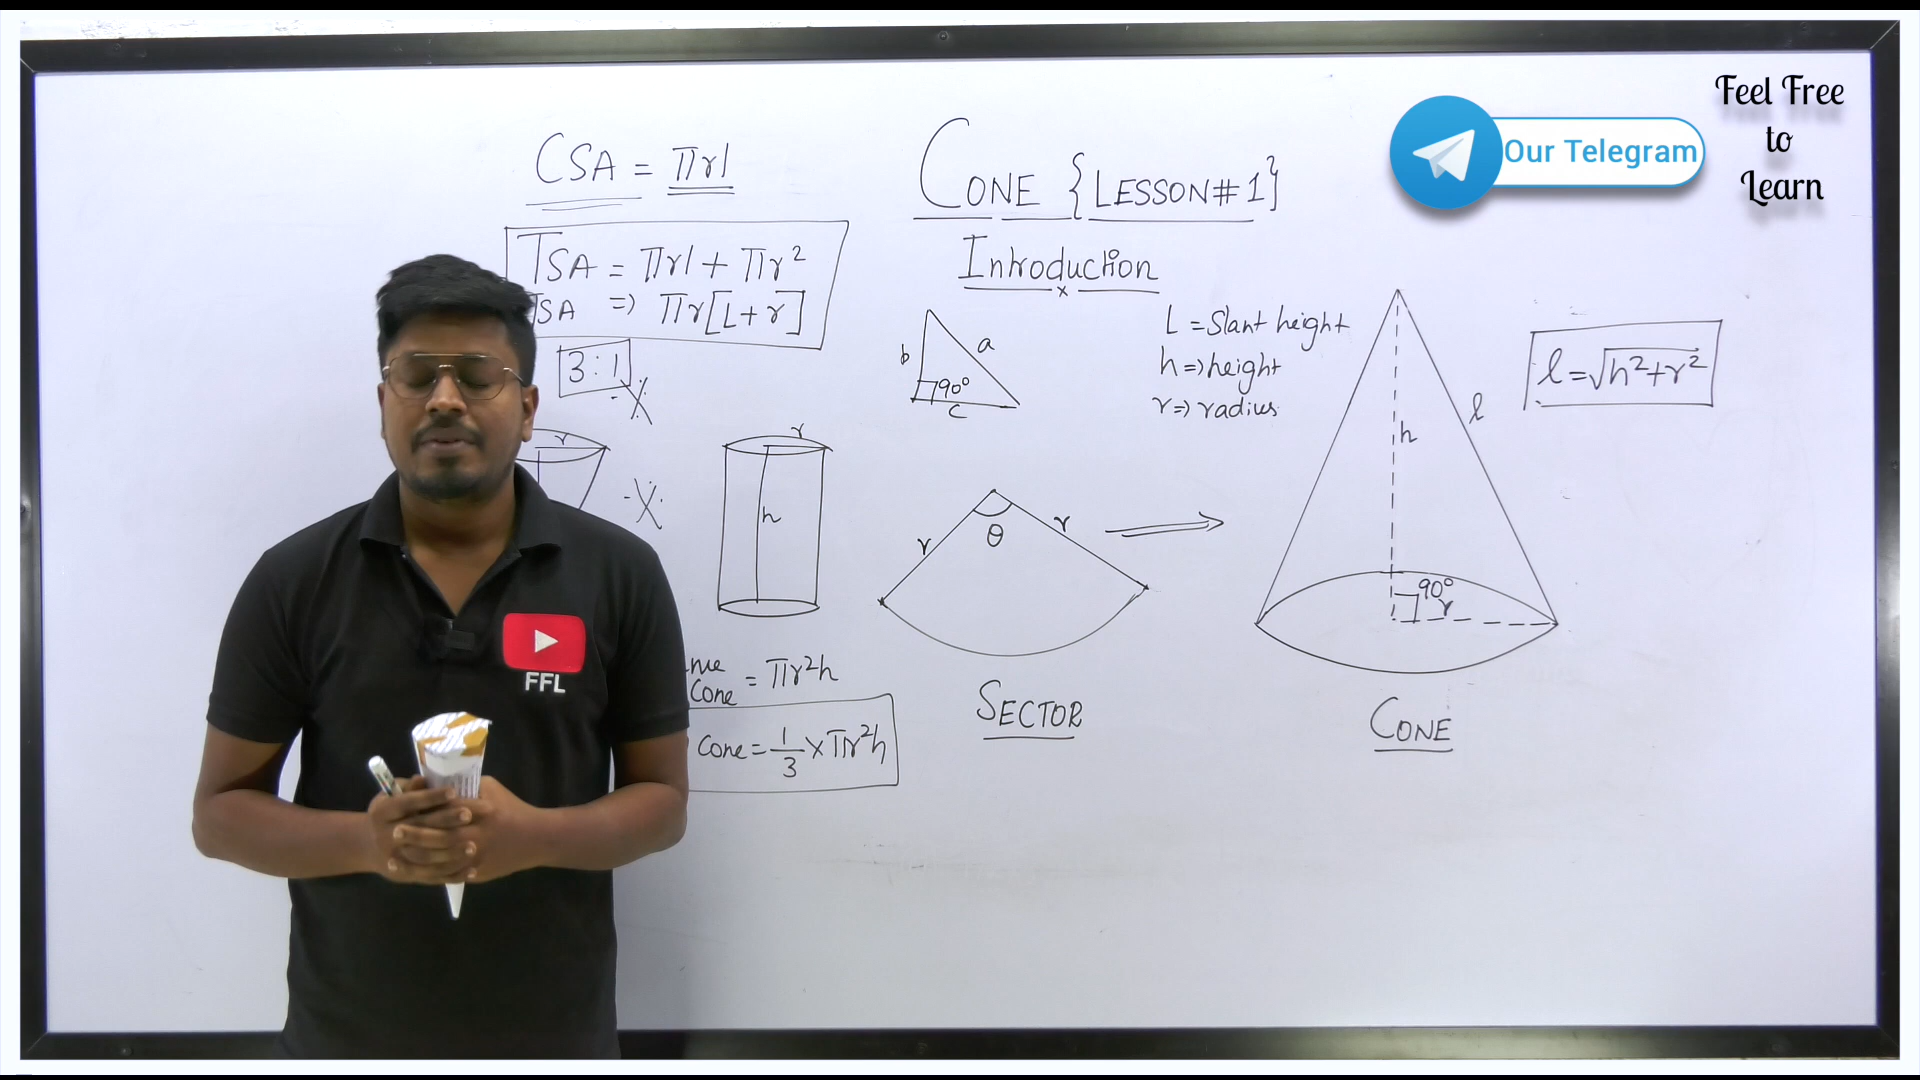 CSA = πrl
TSA = πrl + πr²
TSA => πr[L+r]
3:1
r
r
h
= πr²h
Cone
Cone = 1/3 × πr²h
CONE {LESSON#1}
Introduction
b
a
90°
c
L = Slant height
h => height
r => radius
r
θ
r
SECTOR
h
l
90°
r
CONE
l = √h²+r²
Our Telegram
Feel Free
to
Learn
FFL